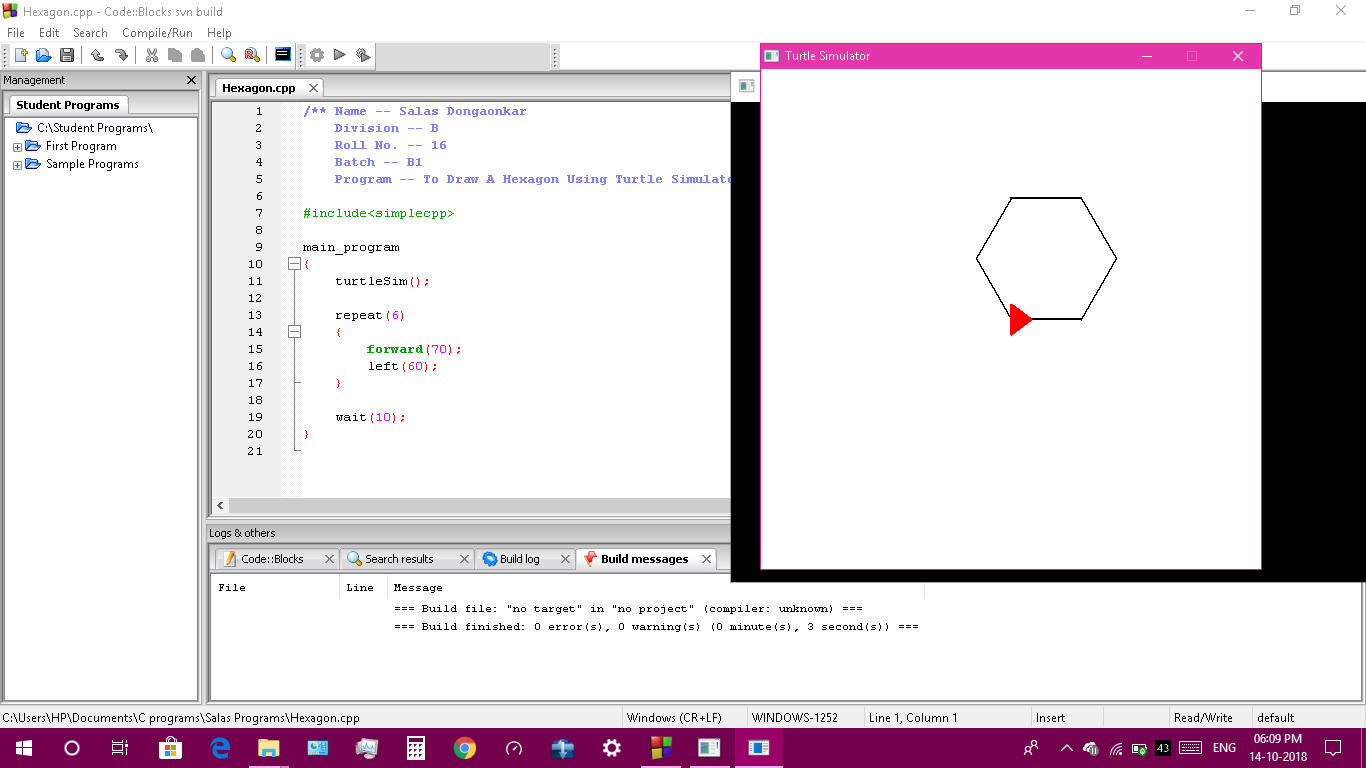 Hexagon.cpp - Code::Blocks svn build
File Edit Search Compile/Run Help
Management
Student Programs
C:\Student Programs\
First Program
Sample Programs
Hexagon.cpp
1 /** Name -- Salas Dongaonkar
2 Division -- B
3 Roll No. -- 16
4 Batch -- B1
5 Program -- To Draw A Hexagon Using Turtle
6
7 #include<simplecpp>
8
9 main_program
10 {
11 turtleSim();
12
13 repeat(6)
14 {
15 forward(70);
16 left(60);
17 }
18
19 wait(10);
20 }
21
Turtle Simulator
Logs & others
Code::Blocks Search results Build log Build messages
File Line Message
=== Build file: "no target" in "no project" (compiler: unknown) ===
=== Build finished: 0 error(s), 0 warning(s) (0 minute(s), 3 second(s)) ===
C:\Users\HP\Documents\C programs\Salas Programs\Hexagon.cpp Windows (CR+LF) WINDOWS-1252 Line 1, Column 1 Insert Read/Write default
43 ENG 06:09 PM
14-10-2018